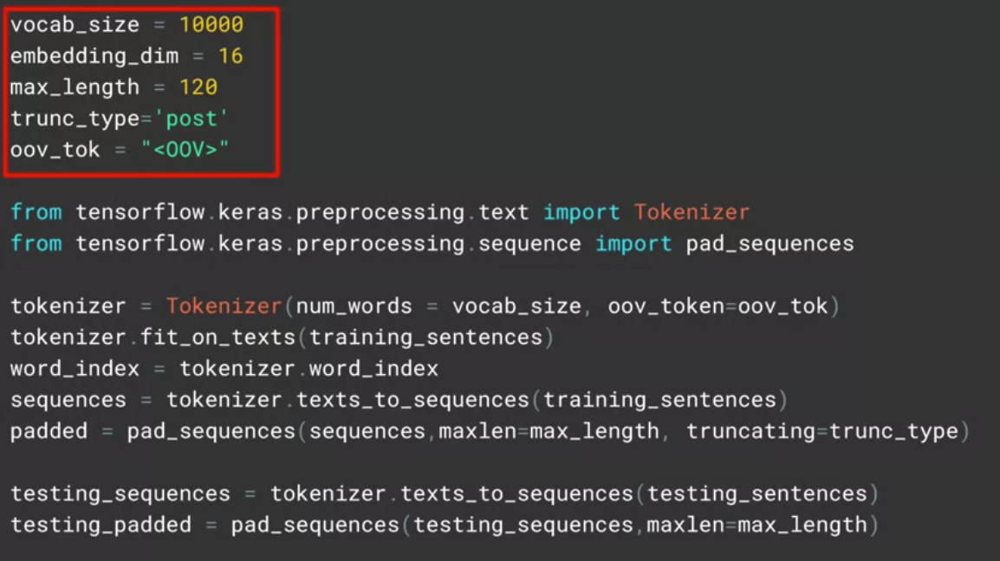 vocab_size = 10000
embedding_dim = 16
max_length = 120
trunc_type='post'
oov_tok = "<OOV>"
from tensorflow.keras.preprocessing.text import Tokenizer
from tensorflow.keras.preprocessing.sequence import pad_sequences
tokenizer = Tokenizer(num_words = vocab_size, oov_token=oov_tok)
tokenizer.fit_on_texts(training_sentences)
word_index = tokenizer.word_index
sequences = tokenizer.texts_to_sequences(training_sentences)
padded = pad_sequences(sequences,maxlen=max_length, truncating=trunc_type)
testing_sequences = tokenizer.texts_to_sequences(testing_sentences)
testing_padded = pad_sequences(testing_sequences,maxlen=max_length)